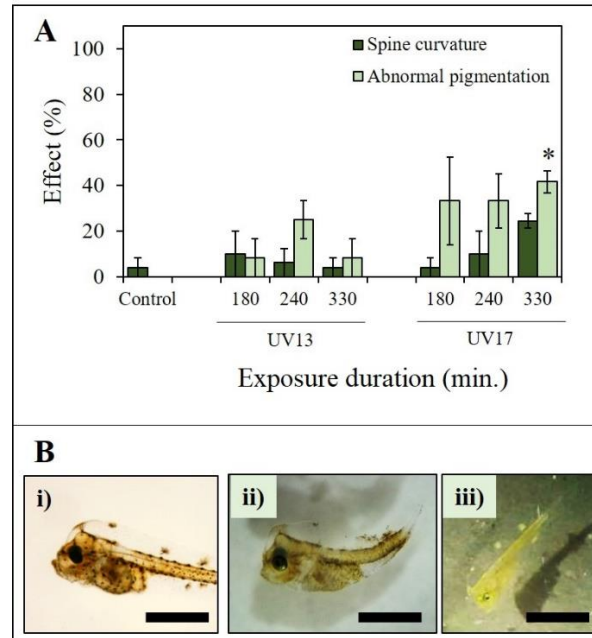 A
Spine curvature
Abnormal pigmentation
100
80
60
40
20
0
Effect (%)
*
Control
180 240 330 180 240 330
UV13 UV17
Exposure duration (min.)
B
i) ii) iii)